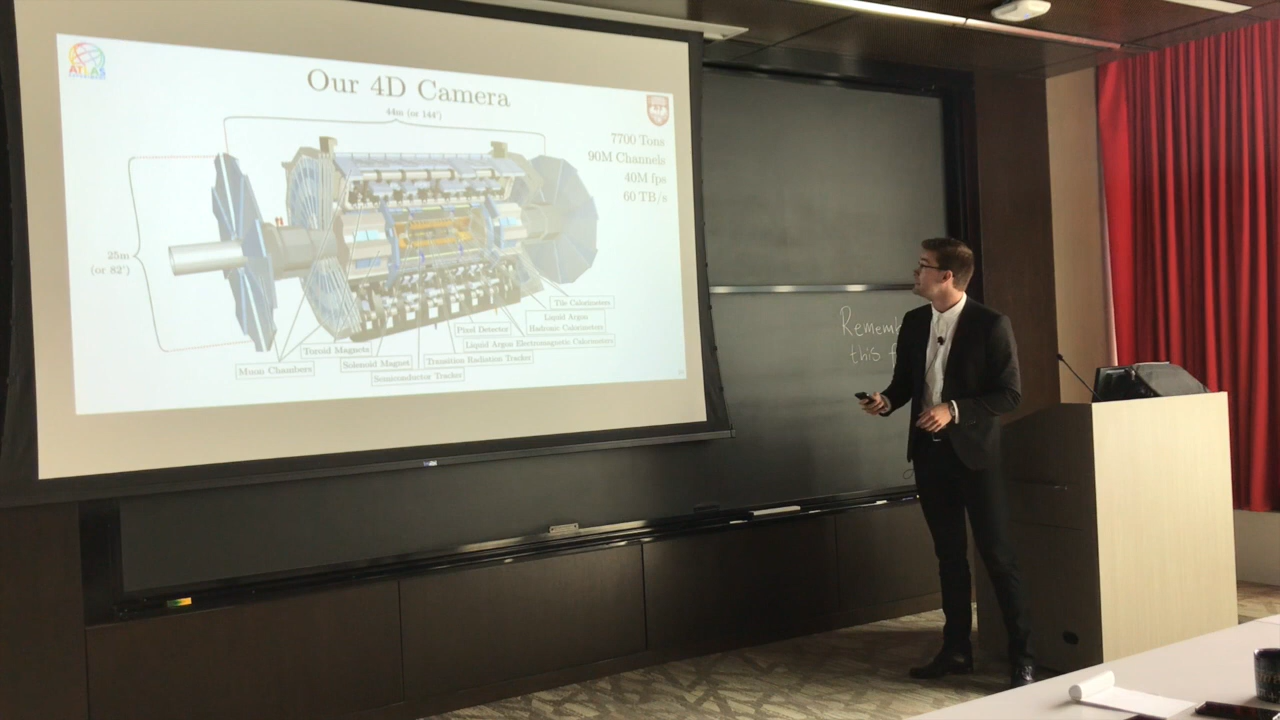 ATLAS
Our 4D Camera
44m (or 144')
7700 Tons
90M Channels
40M fps
60 TB/s
25m
(or 82')
Tile Calorimeters
Liquid Argon
Hadronic Calorimeters
Pixel Detector
Liquid Argon Electromagnetic Calorimeters
Toroid Magnets
Transition Radiation Tracker
Solenoid Magnet
Muon Chambers
Semiconductor Tracker
this